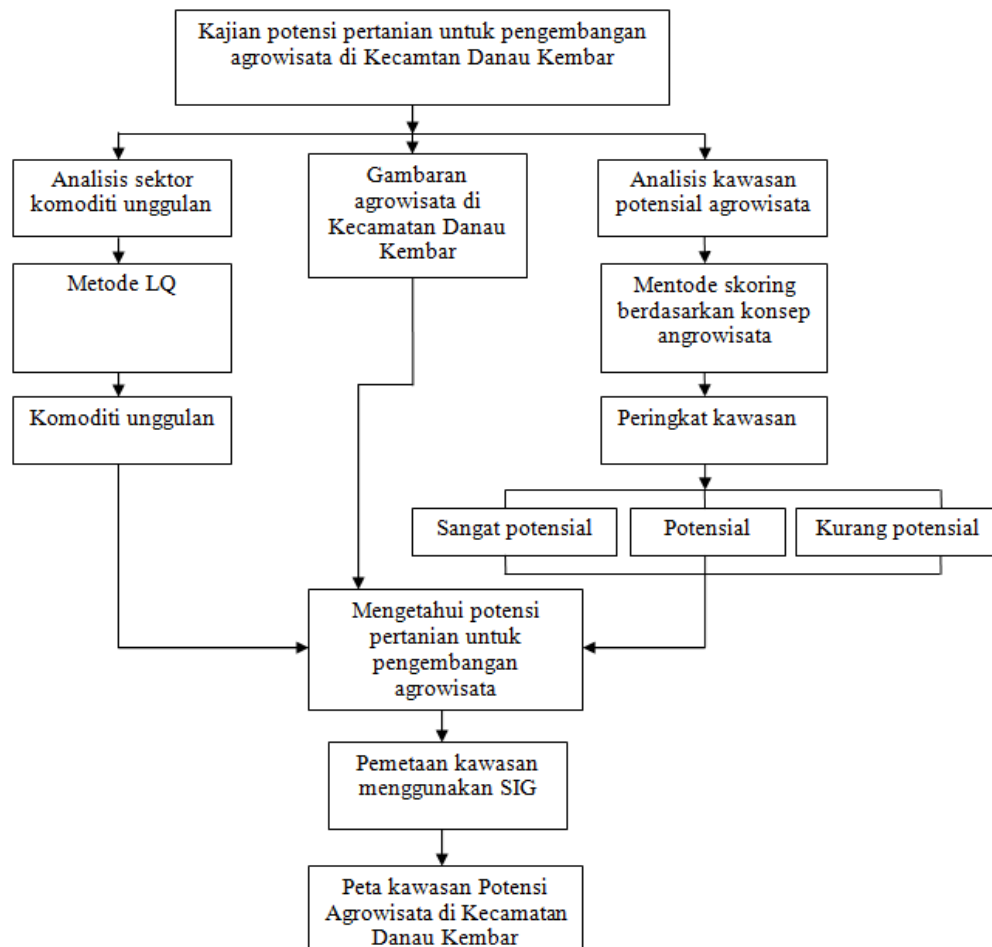 Kajian potensi pertanian untuk pengembangan
agrowisata di Kecamtan Danau Kembar
Analisis sektor
komoditi unggulan
Gambaran
agrowisata di
Kecamatan Danau
Kembar
Analisis kawasan
potensial agrowisata
Metode LQ
Mentode skoring
berdasarkan konsep
angrowisata
Komoditi unggulan
Peringkat kawasan
Sangat potensial
Potensial
Kurang potensial
Mengetahui potensi
pertanian untuk
pengembangan
agrowisata
Pemetaan kawasan
menggunakan SIG
Peta kawasan Potensi
Agrowisata di Kecamatan
Danau Kembar